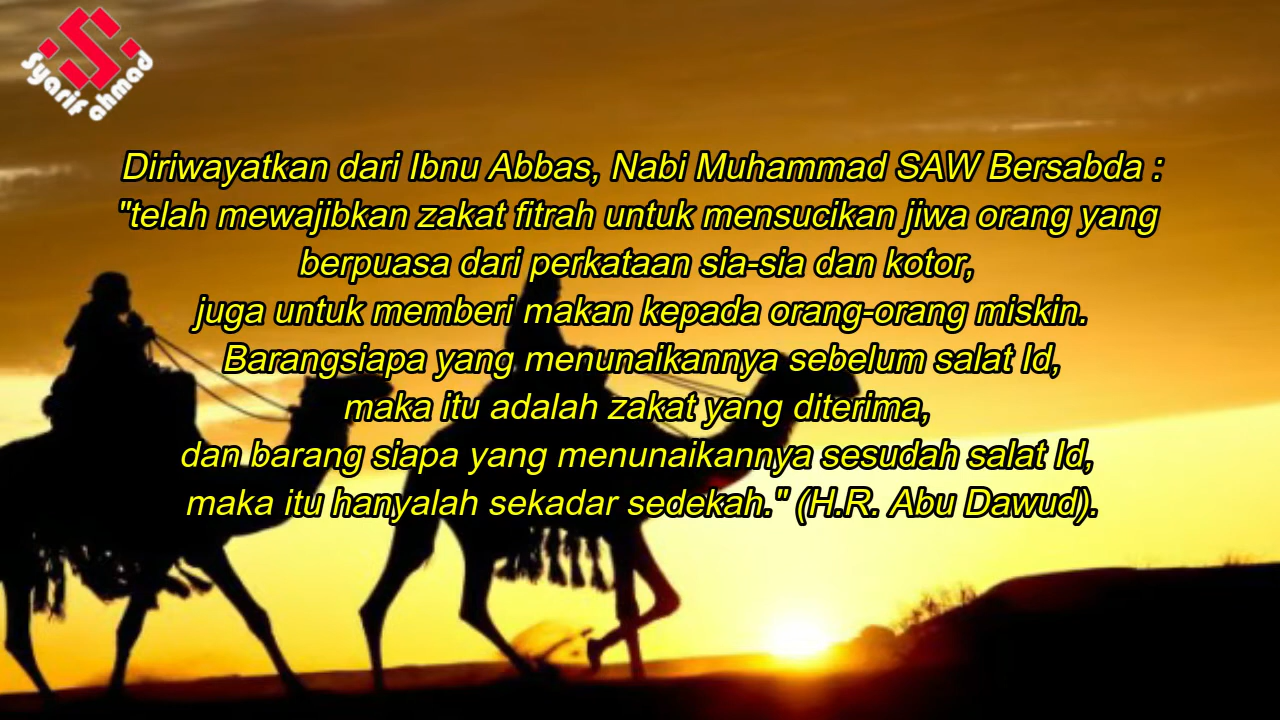 Syarif ahmad
Diriwayatkan dari Ibnu Abbas, Nabi Muhammad SAW Bersabda :
"telah mewajibkan zakat fitrah untuk mensucikan jiwa orang yang
berpuasa dari perkataan sia-sia dan kotor,
juga untuk memberi makan kepada orang-orang miskin.
Barangsiapa yang menunaikannya sebelum salat Id,
maka itu adalah zakat yang diterima,
dan barang siapa yang menunaikannya sesudah salat Id,
maka itu hanyalah sekadar sedekah." (H.R. Abu Dawud).